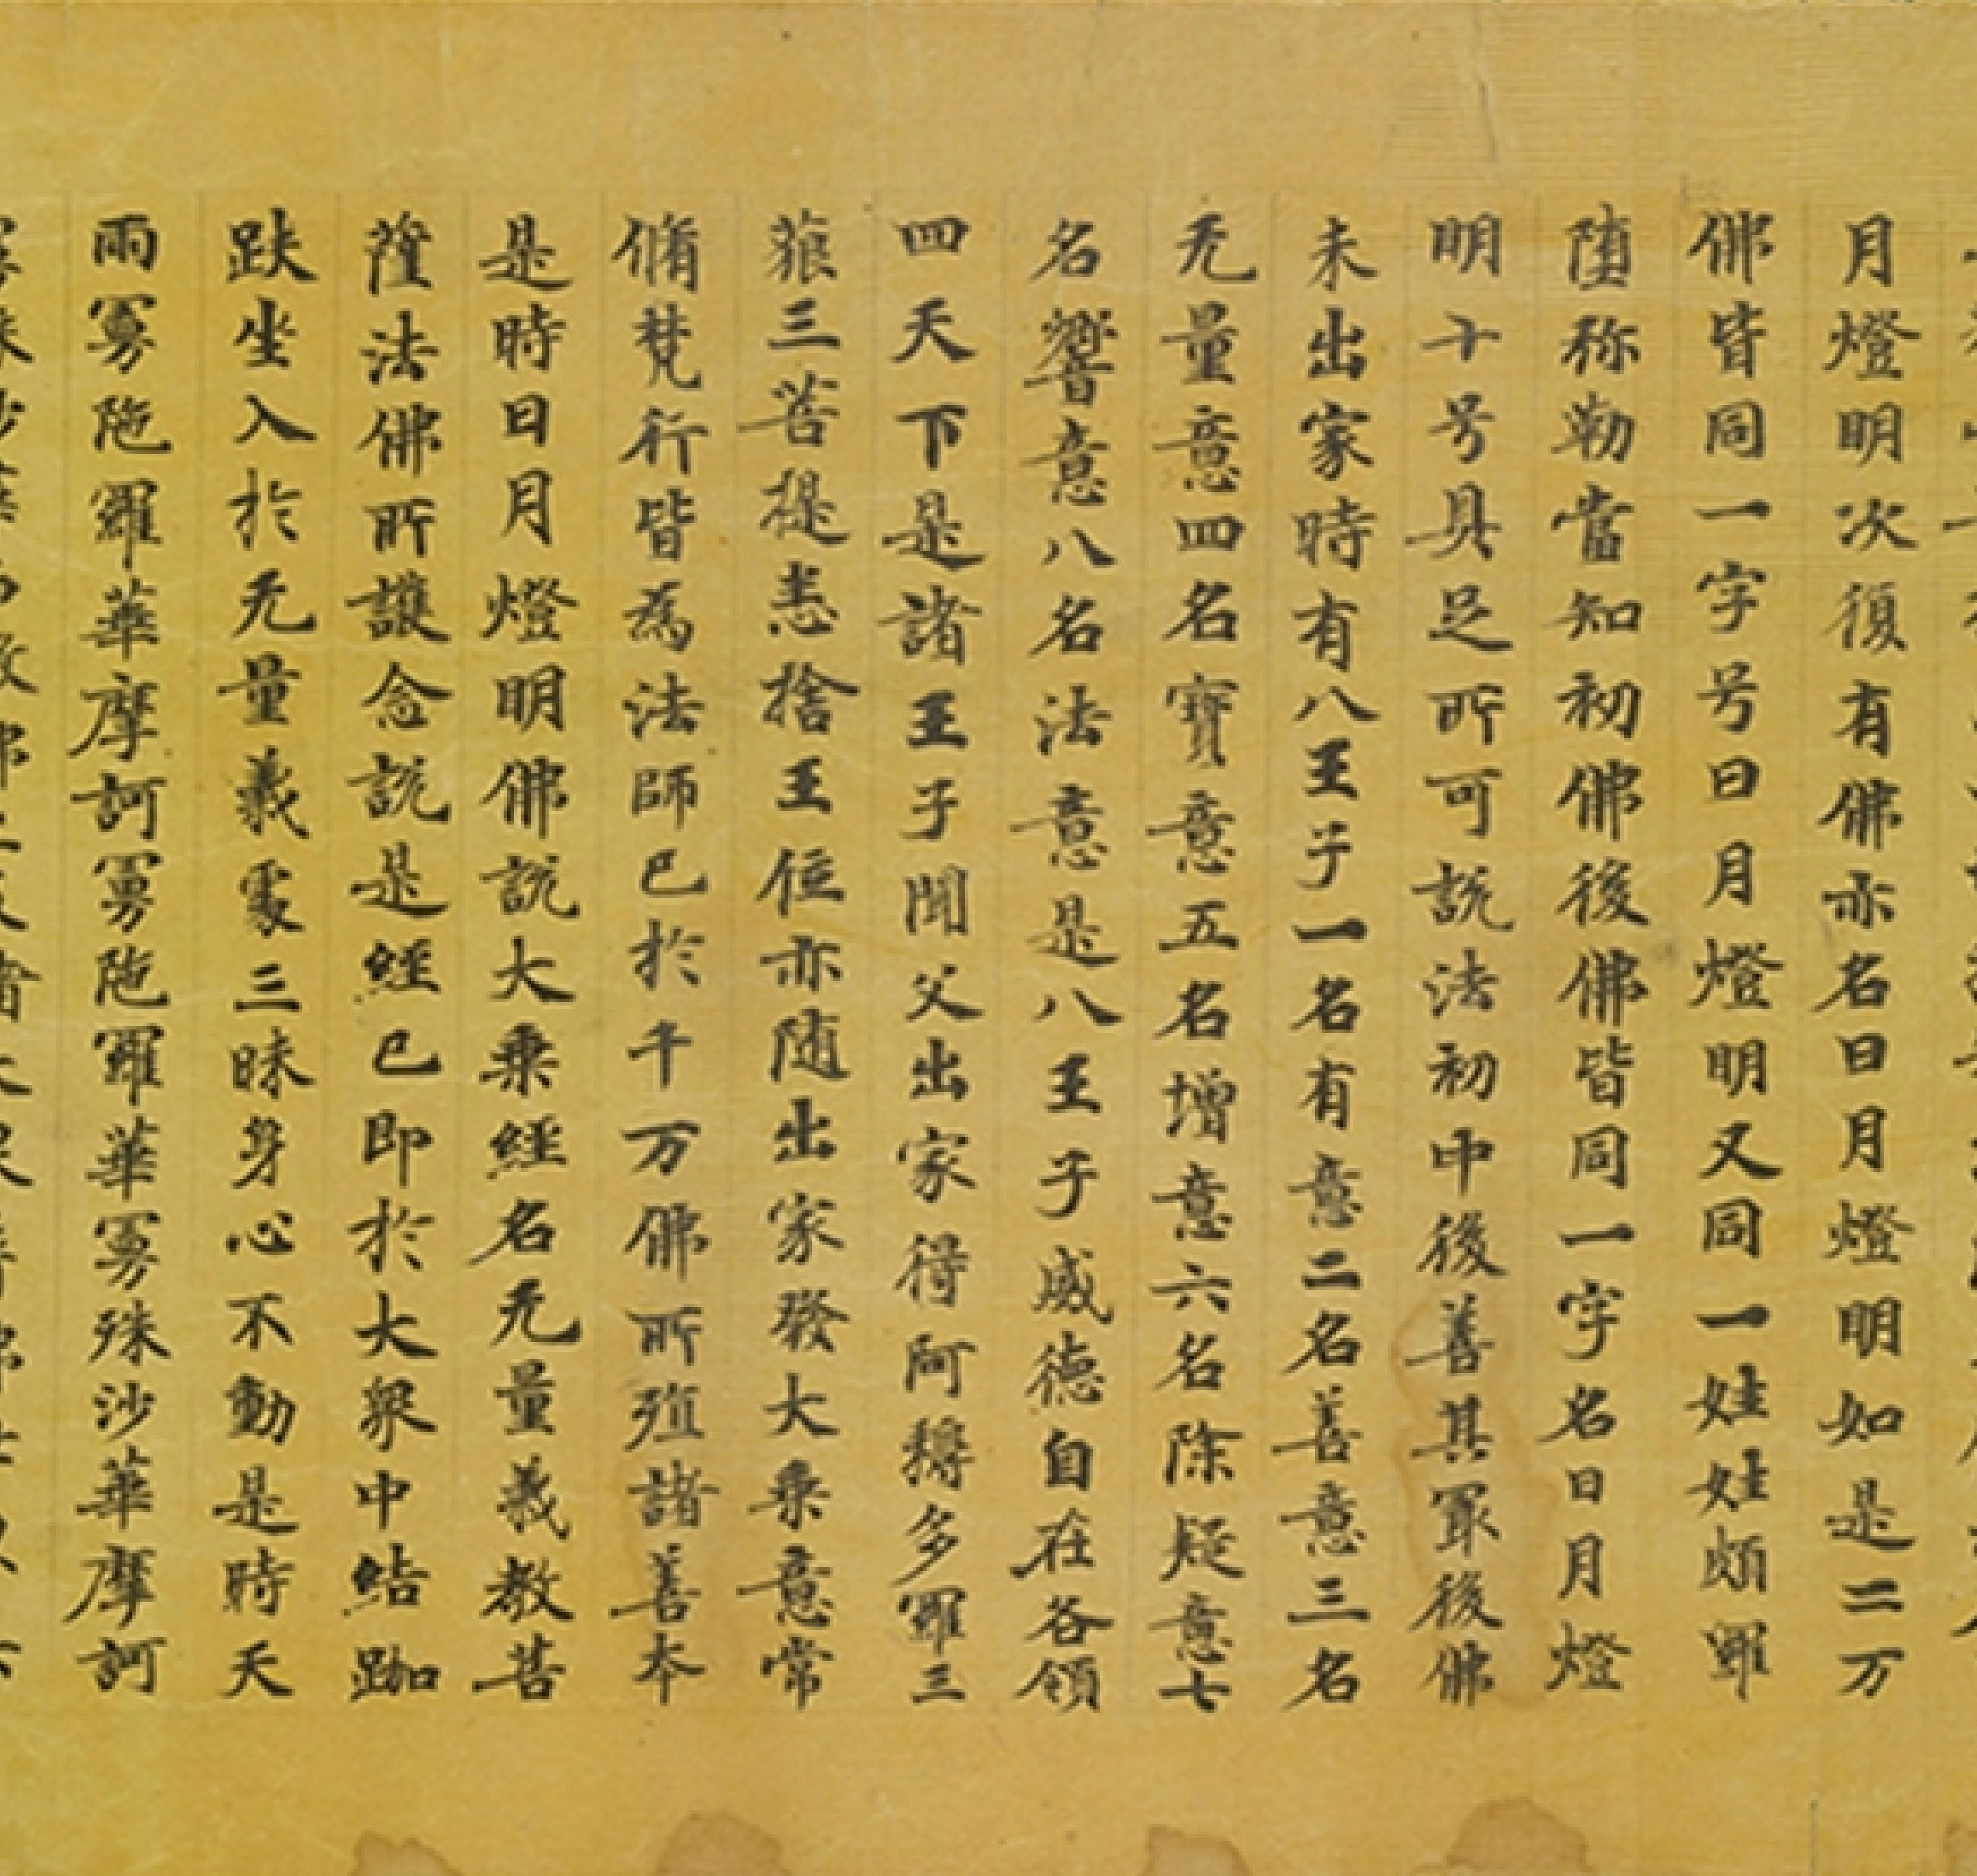 月燈明次復有佛亦名日月燈明如是二万
佛皆同一字号日月燈明又同一姓姓頗羅
堕弥勒當知初佛後佛皆同一字名日月燈
明十号具足所可說法初中後善其冣後佛
未出家時有八王子一名有意二名善意三名
无量意四名寶意五名增意六名除疑意七
名響意八名法意是八王子威德自在各領
四天下是諸王子聞父出家得阿耨多羅三
藐三菩提悉捨王位亦随出家發大乗意常
脩梵行皆為法師已於千万佛所殖諸善本
是時日月燈明佛說大乗經名无量義教菩
薩法佛所護念說是經已即於大衆中結跏
趺坐入於无量義處三昧身心不動是時天
雨曼陁羅華摩訶曼陁羅華曼殊沙華摩訶